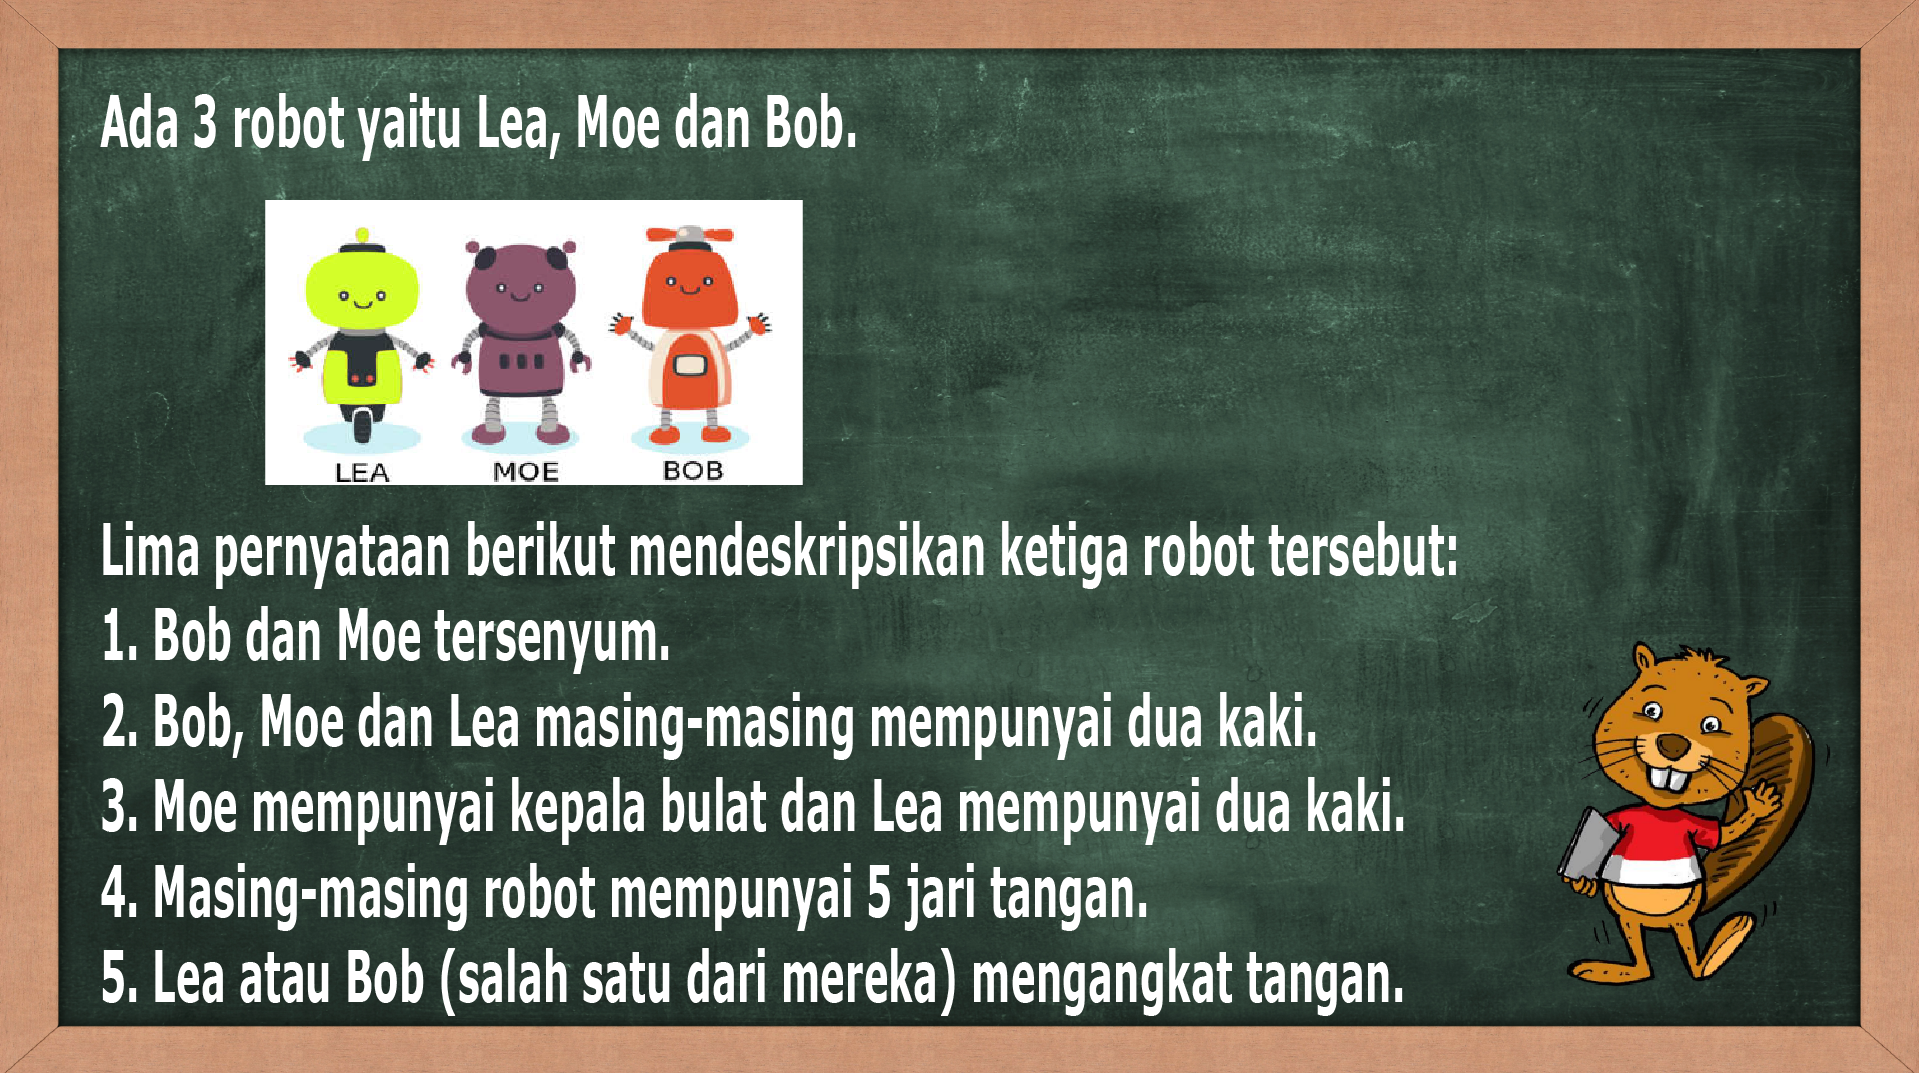 Ada 3 robot yaitu Lea, Moe dan Bob.
LEA MOE BOB
Lima pernyataan berikut mendeskripsikan ketiga robot tersebut:
1. Bob dan Moe tersenyum.
2. Bob, Moe dan Lea masing-masing mempunyai dua kaki.
3. Moe mempunyai kepala bulat dan Lea mempunyai dua kaki.
4. Masing-masing robot mempunyai 5 jari tangan.
5. Lea atau Bob (salah satu dari mereka) mengangkat tangan.